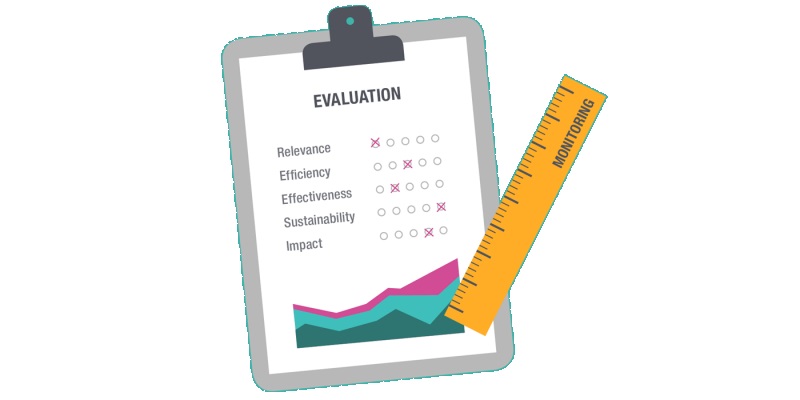 EVALUATION
Relevance
Efficiency
Effectiveness
Sustainability
Impact
MONITORING